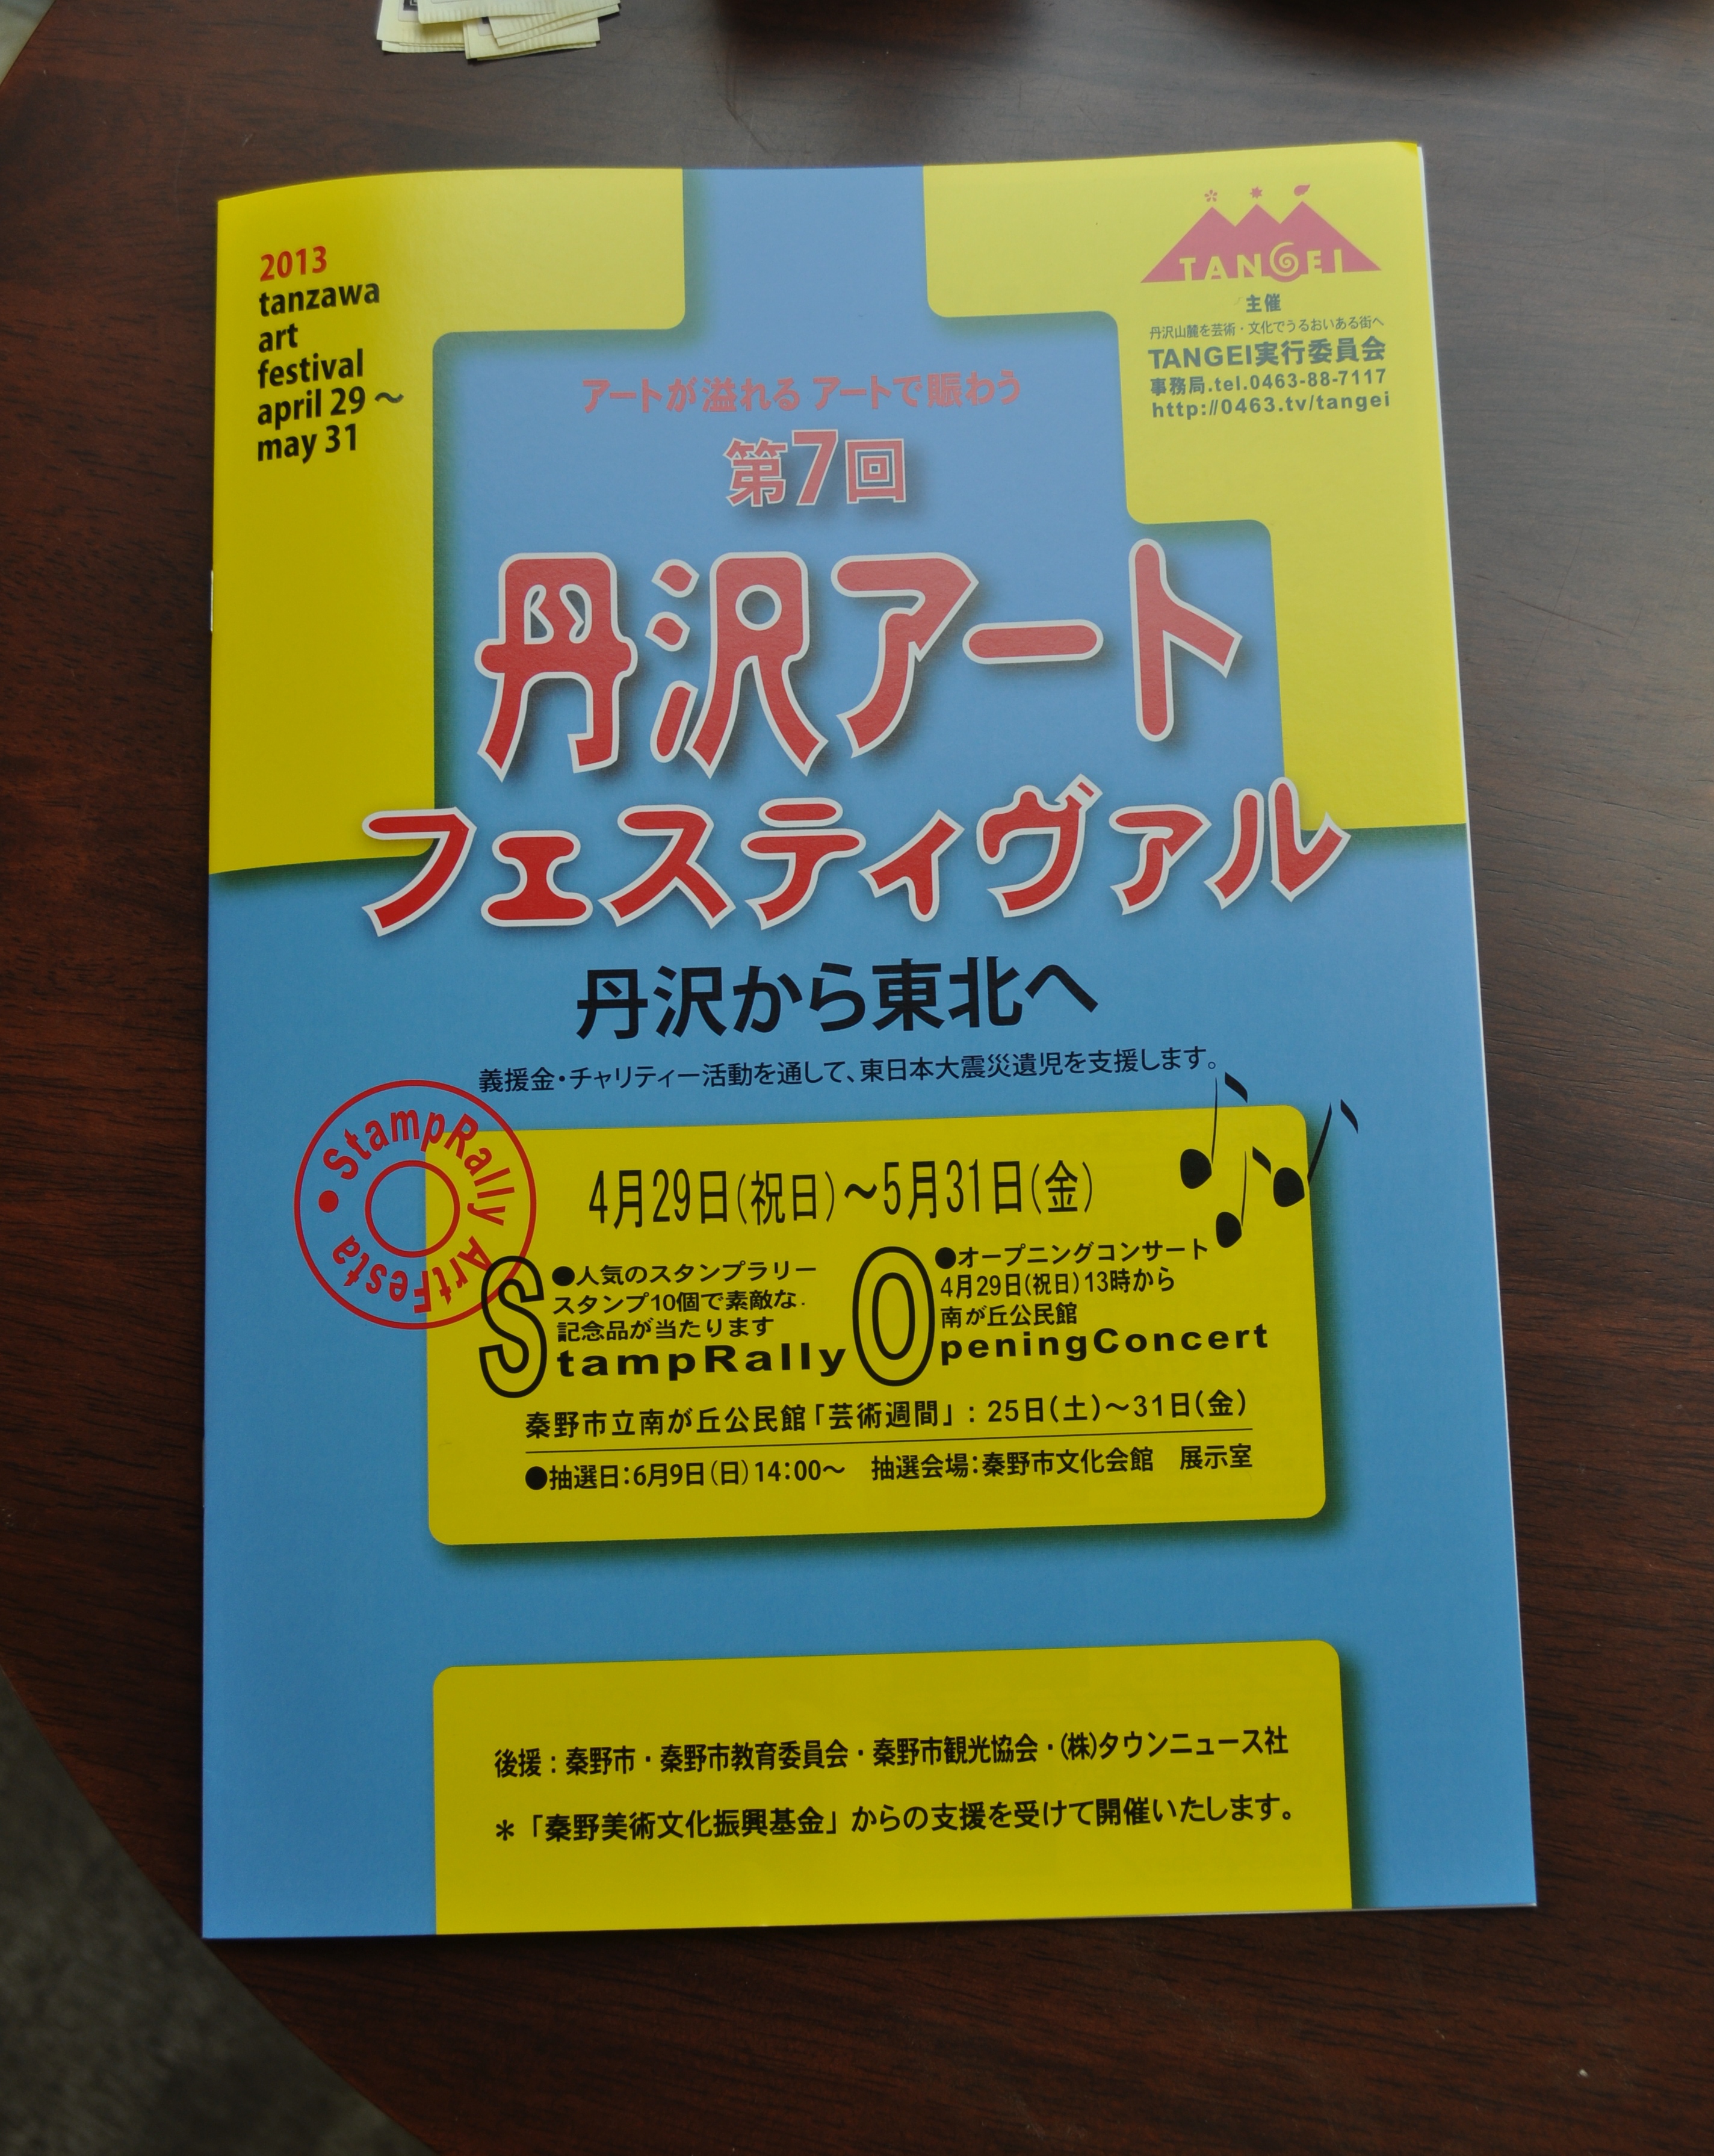 2013
tanzawa
art
festival
april 29～
may 31
TANGEI
主催
丹沢山麓を芸術・文化でうるおいある街へ
TANGEI実行委員会
事務局.tel.0463-88-7117
http://0463.tv/tangei
アートが溢れる アートで賑わう
第7回
丹沢アート
フェスティヴァル
丹沢から東北へ
義援金・チャリティー活動を通して、東日本大震災遺児を支援します。
StampRally ArtFesta
4月29日(祝日)～5月31日(金)
●人気のスタンプラリー
スタンプ10個で素敵な
記念品が当たります
StampRally
●オープニングコンサート
4月29日(祝日)13時から
南が丘公民館
OpeningConcert
秦野市立南が丘公民館「芸術週間」: 25日(土)～31日(金)
●抽選日:6月9日(日)14:00～　抽選会場:秦野市文化会館　展示室
後援 : 秦野市・秦野市教育委員会・秦野市観光協会・(株)タウンニュース社
＊「秦野美術文化振興基金」からの支援を受けて開催いたします。